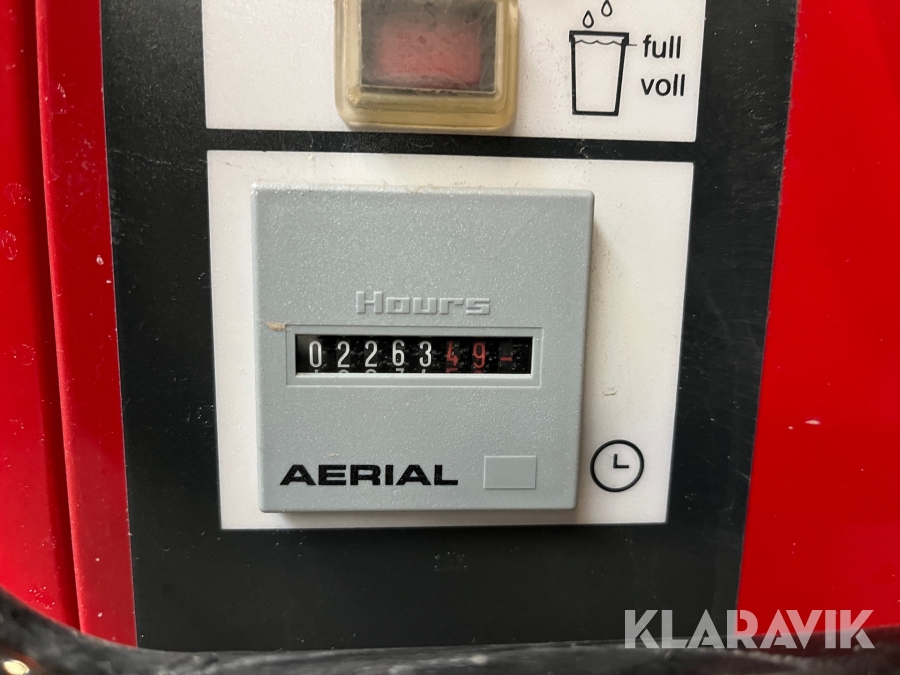 full
voll
Hours
0226349
AERIAL
KLARAVIK